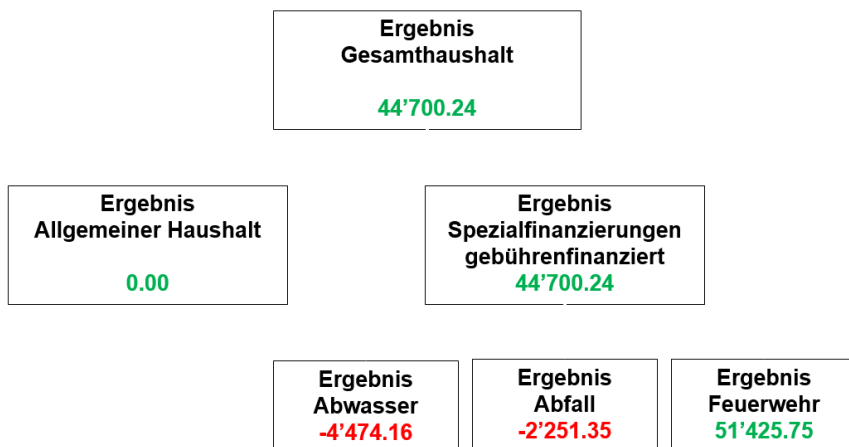 Ergebnis
Gesamthaushalt
44’700.24
Ergebnis
Allgemeiner Haushalt
0.00
Ergebnis
Spezialfinanzierungen
gebührenfinanziert
44’700.24
Ergebnis
Abwasser
-4’474.16
Ergebnis
Abfall
-2’251.35
Ergebnis
Feuerwehr
51’425.75